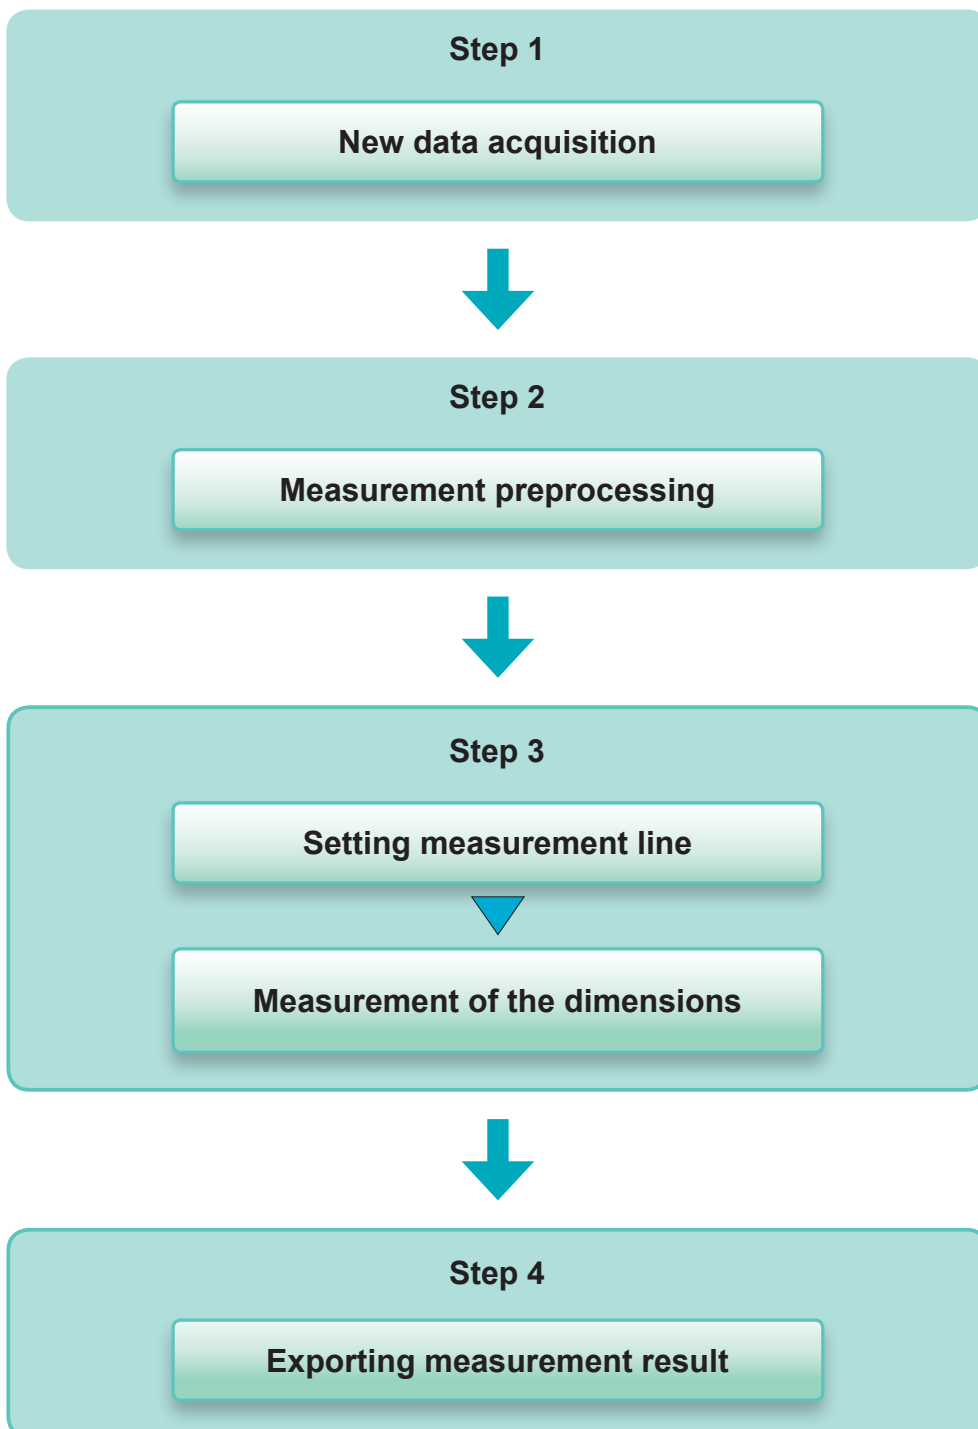 Step 1
New data acquisition
Step 2
Measurement preprocessing
Step 3
Setting measurement line
Measurement of the dimensions
Step 4
Exporting measurement result